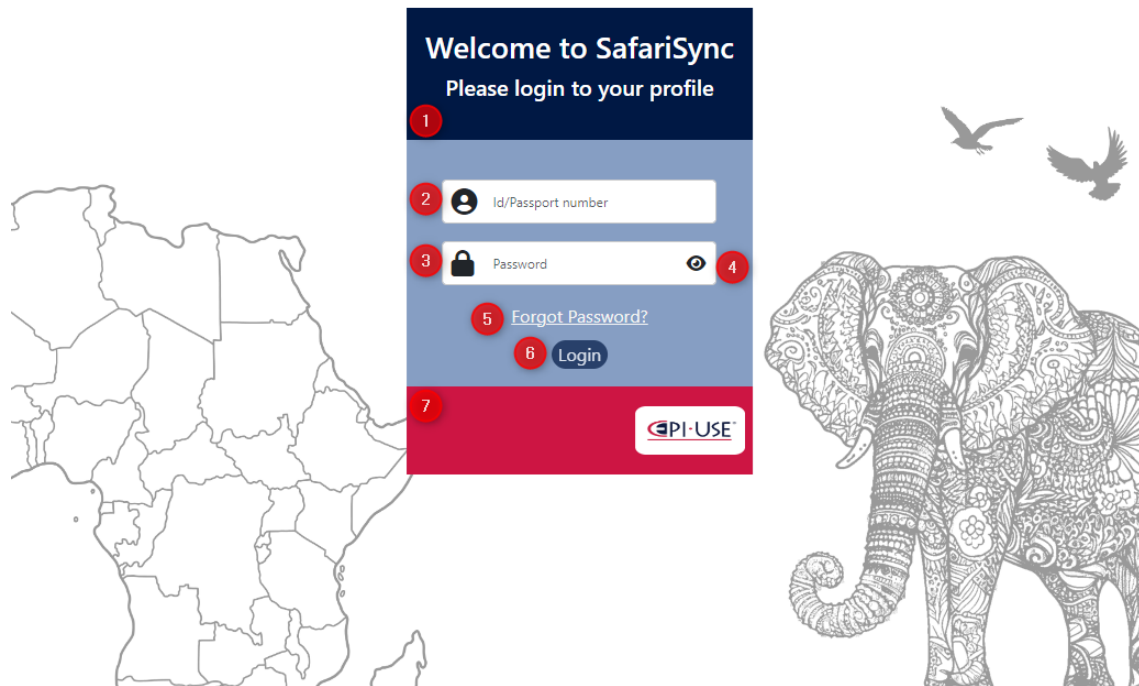 Welcome to SafariSync
Please login to your profile
1
2 Id/Passport number
3 Password 4
5 Forgot Password?
6 Login
7
EPI·USE